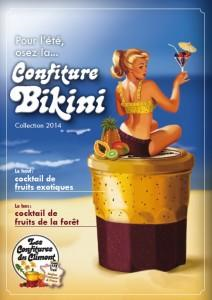 Pour l'été,
osez-la...
Confiture
Bikini
Collection 2014
Le haut :
cocktail de
fruits exotiques
Le bas :
cocktail de
fruits de la forêt
Les
Confitures
du Climont